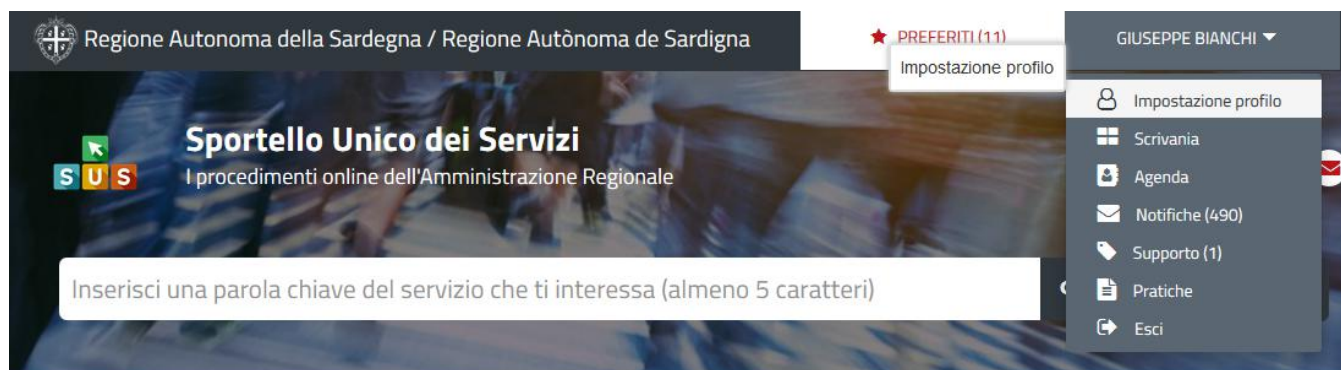 Regione Autonoma della Sardegna / Regione Autònoma de Sardigna
PREFERITI (11)
GIUSEPPE BIANCHI
Impostazione profilo
Impostazione profilo
Scrivania
Agenda
Notifiche (490)
Supporto (1)
Pratiche
Esci
SUS
Sportello Unico dei Servizi
I procedimenti online dell'Amministrazione Regionale
Inserisci una parola chiave del servizio che ti interessa (almeno 5 caratteri)